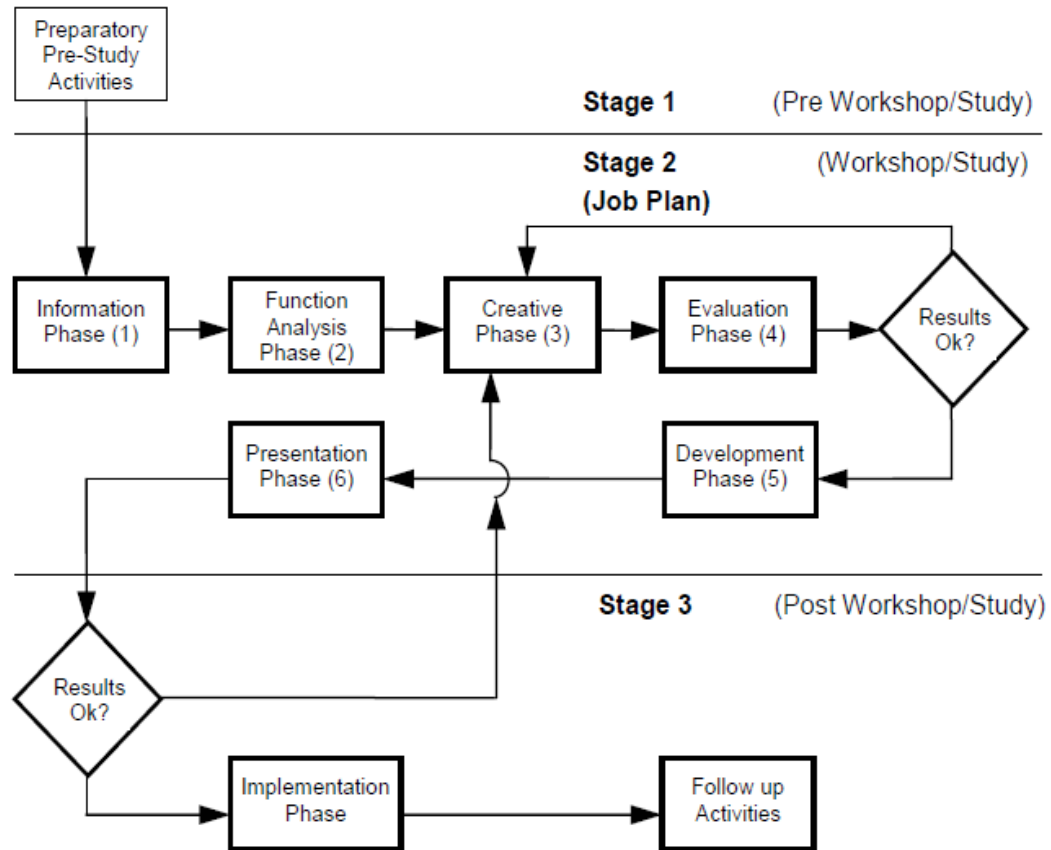 Preparatory
Pre-Study
Activities
Stage 1 (Pre Workshop/Study)
Stage 2 (Workshop/Study)
(Job Plan)
Information
Phase (1)
Function
Analysis
Phase (2)
Creative
Phase (3)
Evaluation
Phase (4)
Results
Ok?
Presentation
Phase (6)
Development
Phase (5)
Stage 3 (Post Workshop/Study)
Results
Ok?
Implementation
Phase
Follow up
Activities